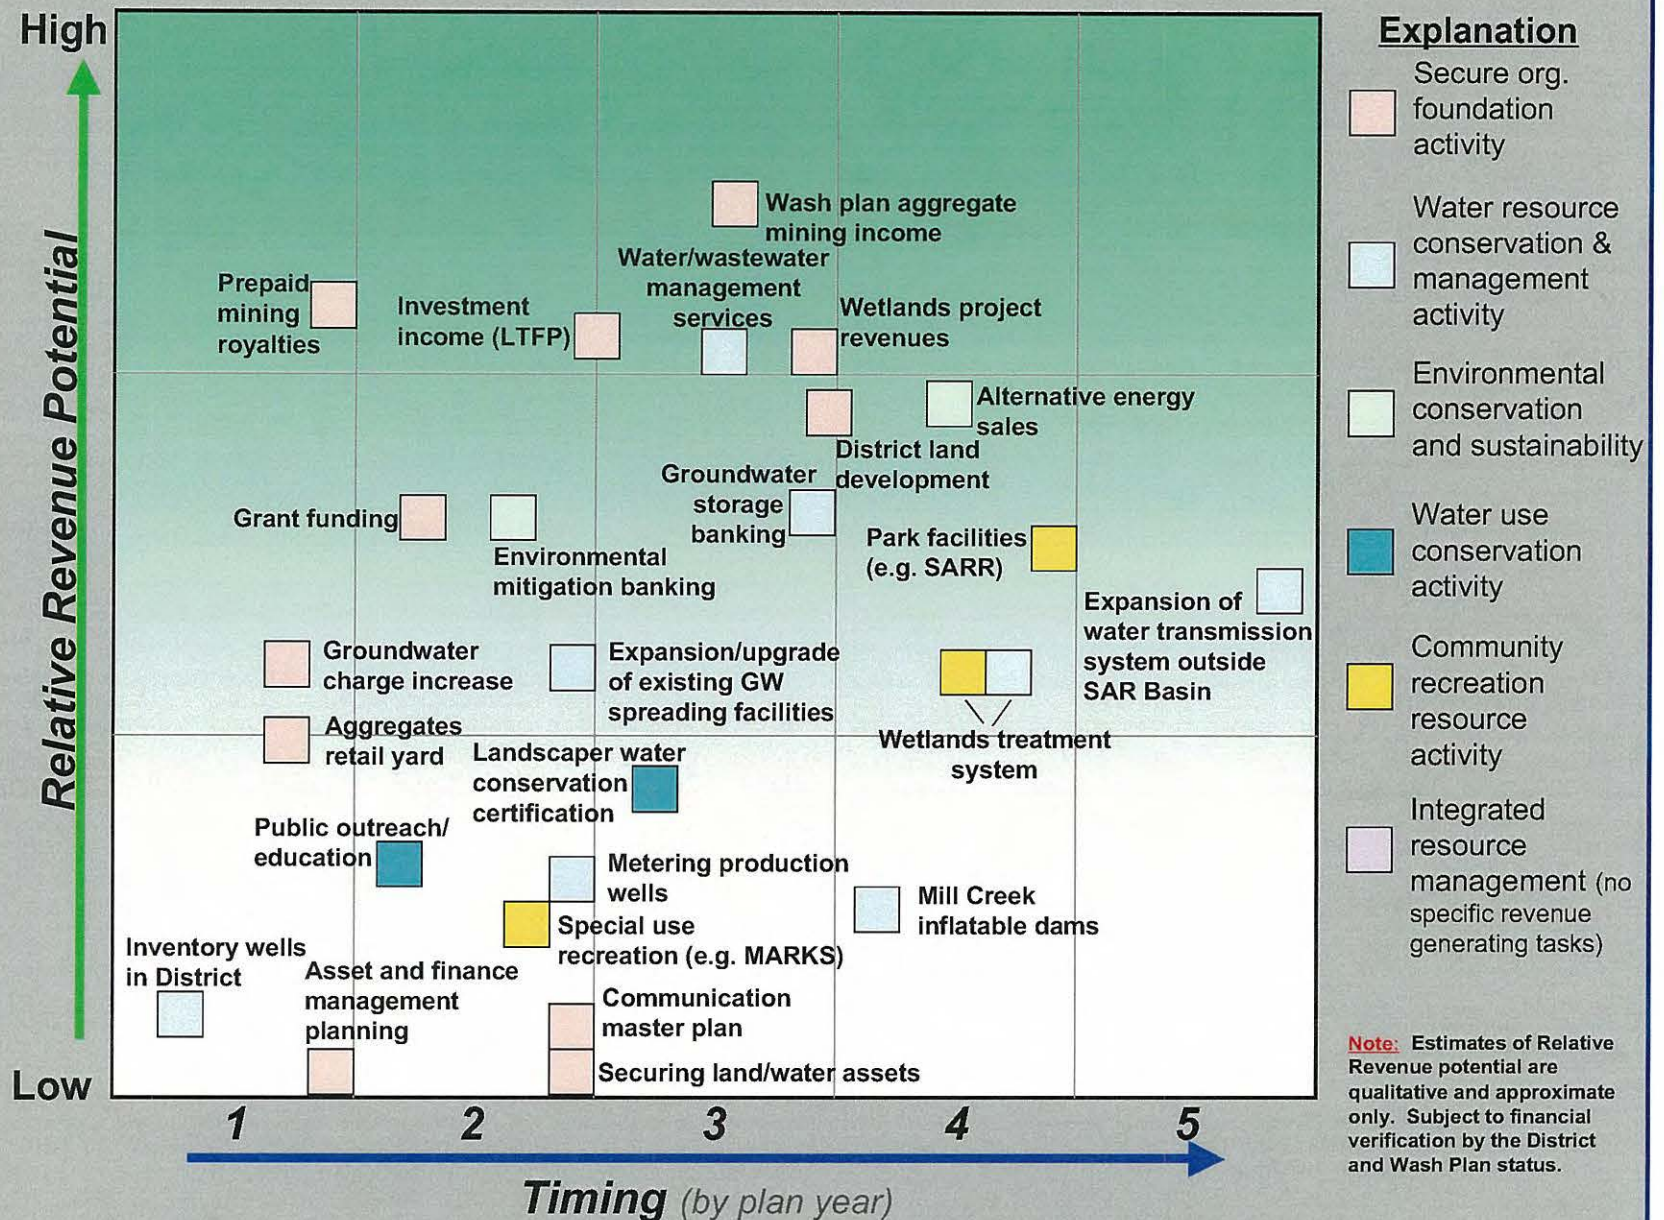 High
Relative Revenue Potential
Low
Wash plan aggregate
mining income
Water/wastewater
management
services
Prepaid
mining
royalties
Investment
income (LTFP)
Wetlands project
revenues
Alternative energy
sales
District land
development
Groundwater
storage
banking
Grant funding
Environmental
mitigation banking
Park facilities
(e.g. SARR)
Expansion of
water transmission
system outside
SAR Basin
Groundwater
charge increase
Expansion/upgrade
of existing GW
spreading facilities
Aggregates
retail yard
Wetlands treatment
system
Landscaper water
conservation
certification
Public outreach/
education
Metering production
wells
Mill Creek
inflatable dams
Special use
recreation (e.g. MARKS)
Inventory wells
in District
Asset and finance
management
planning
Communication
master plan
Securing land/water assets
1 2 3 4 5
Timing (by plan year)
Explanation
Secure org.
foundation
activity
Water resource
conservation &
management
activity
Environmental
conservation
and sustainability
Water use
conservation
activity
Community
recreation
resource
activity
Integrated
resource
management (no
specific revenue
generating tasks)
Note: Estimates of Relative
Revenue potential are
qualitative and approximate
only. Subject to financial
verification by the District
and Wash Plan status.